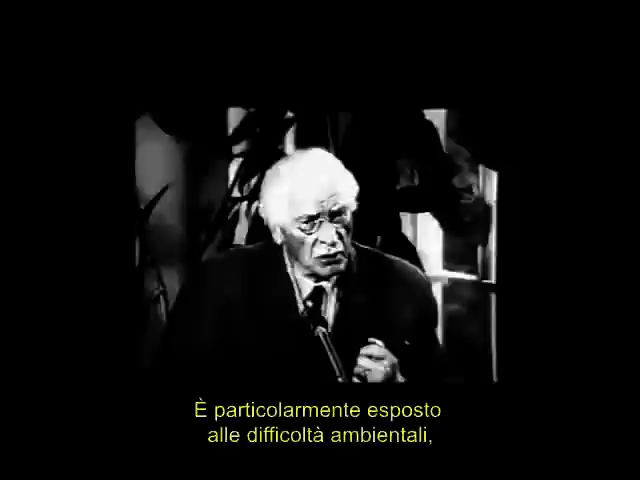 È particolarmente esposto
alle difficoltà ambientali,